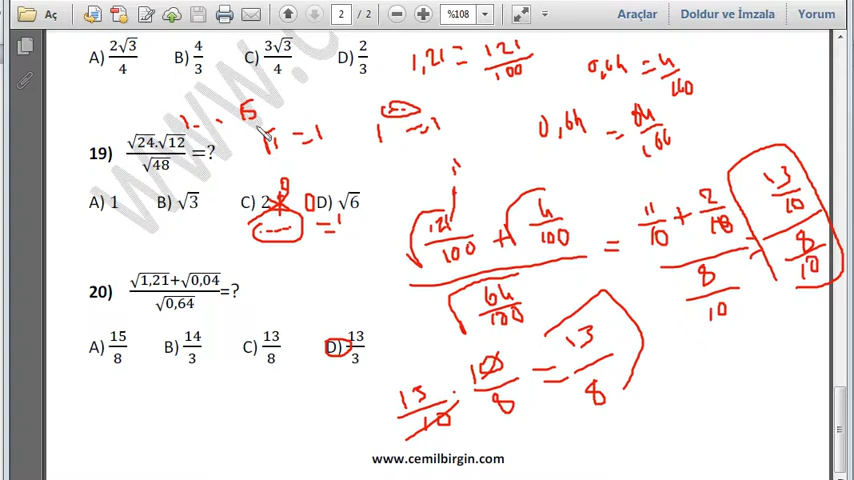 Aç
2 / 2
%108
Araçlar
Doldur ve İmzala
Yorum
A) 2√3/4 B) 4/3 C) 3√3/4 D) 2/3
1,21 = 121/100
0,64 = 64/100
19) √24.√12/√48 =?
√1 = 1
A) 1 B) √3 C) 2 D) √6
20) √1,21+√0,04/√0,64 =?
A) 15/8 B) 14/3 C) 13/8 D) 13/3
√121/100 + √4/100 / √64/100 = 11/10 + 2/10 / 8/10 = 13/10 / 8/10
13/10 . 10/8 = 13/8
www.cemilbirgin.com